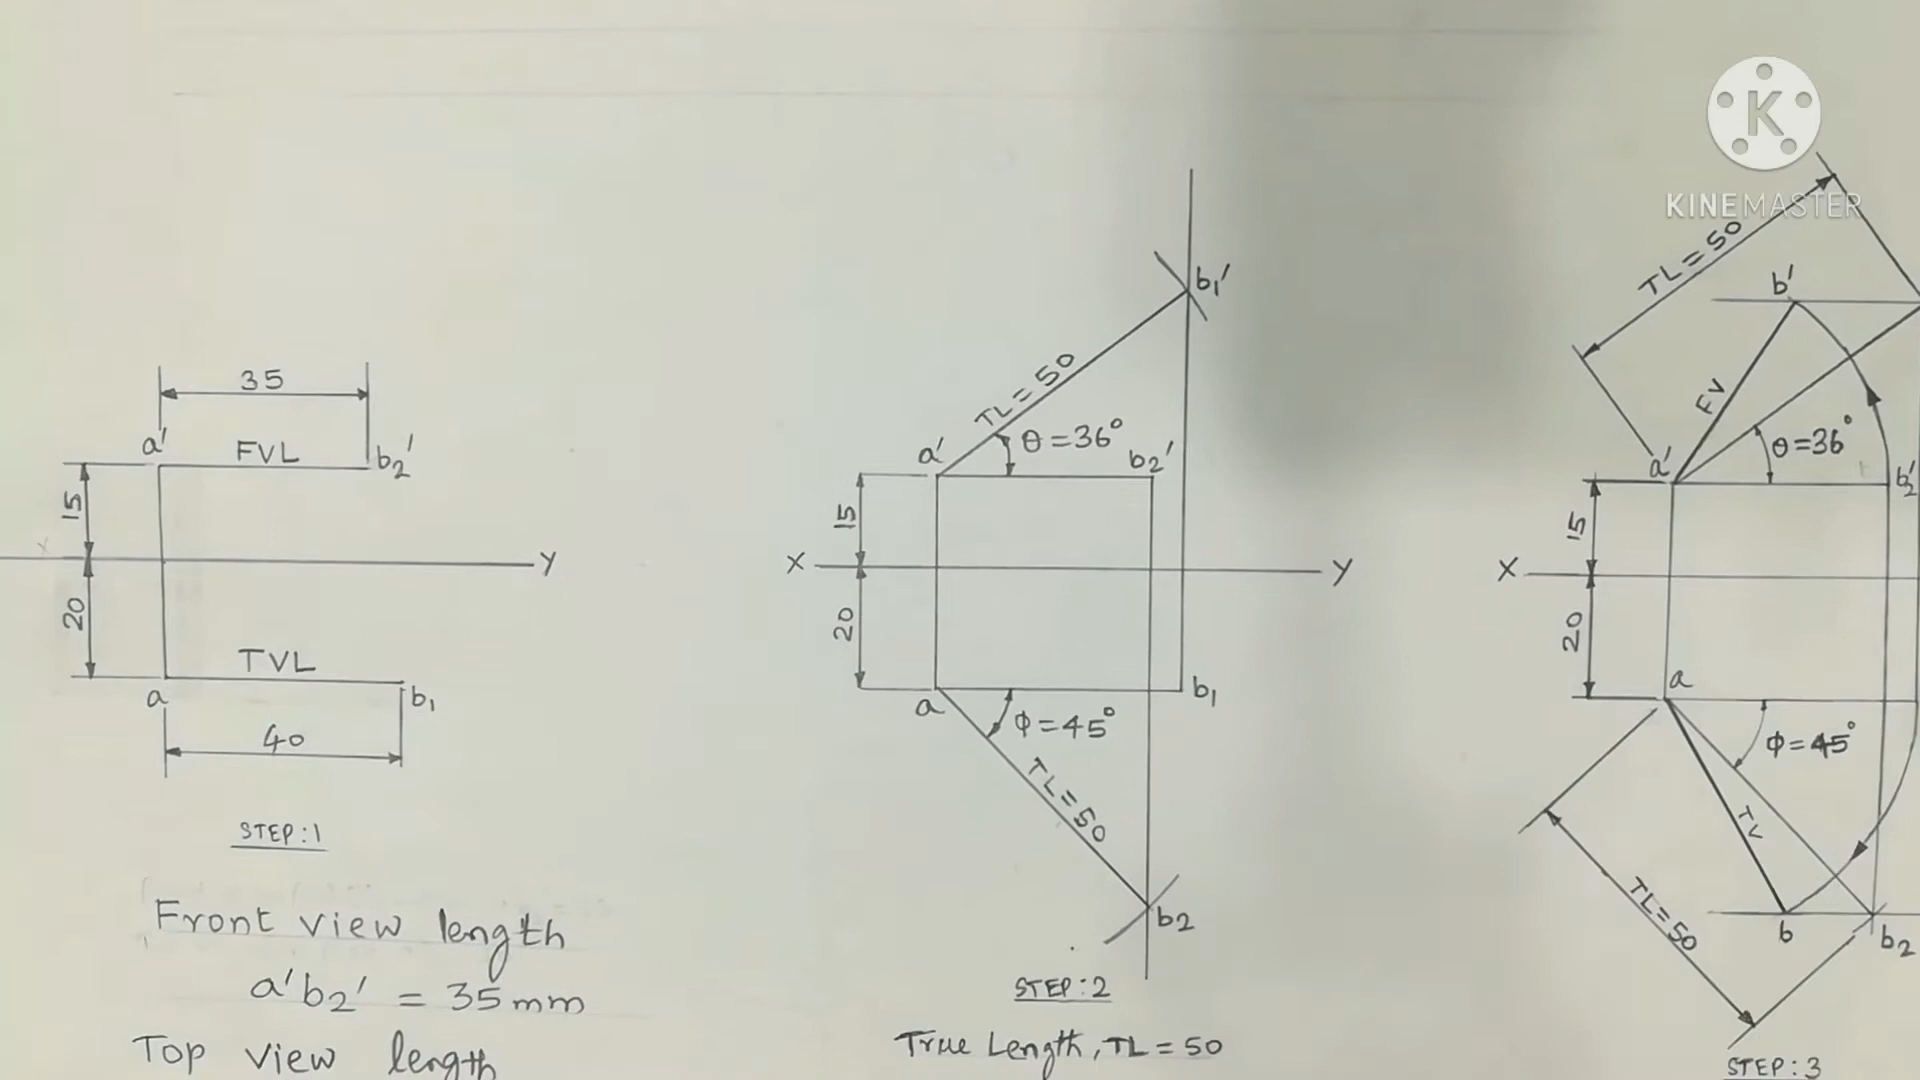 K
KINEMASTER
35
a'
FVL
b2'
15
x
Y
20
TVL
a
b1
40
STEP:1
Front view length
a'b2' = 35mm
Top view length
b1'
TL=50
θ=36°
a'
b2'
15
X
Y
20
a
b1
Φ=45°
TL=50
b2
STEP:2
True Length, TL = 50
TL=50
b'
FV
θ=36°
a'
b2'
15
X
20
a
Φ=45°
TV
TL=50
b
b2
STEP:3